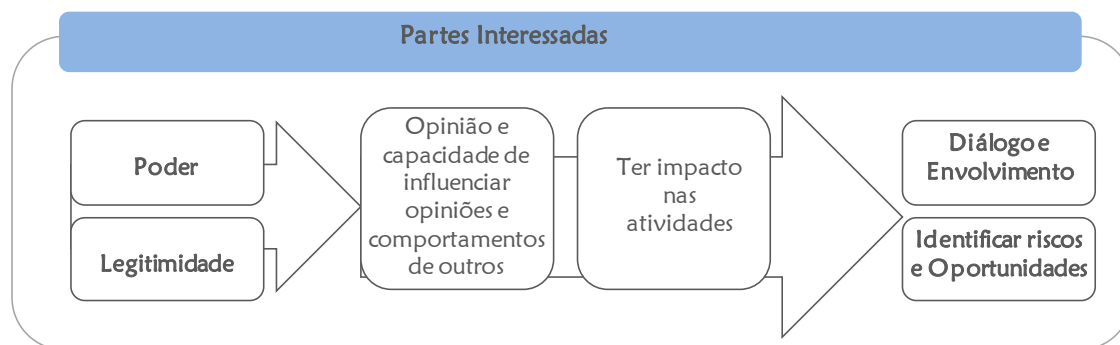 Partes Interessadas
Poder
Legitimidade
Opinião e
capacidade de
influenciar
opiniões e
comportamentos
de outros
Ter impacto
nas
atividades
Diálogo e
Envolvimento
Identificar riscos
e Oportunidades